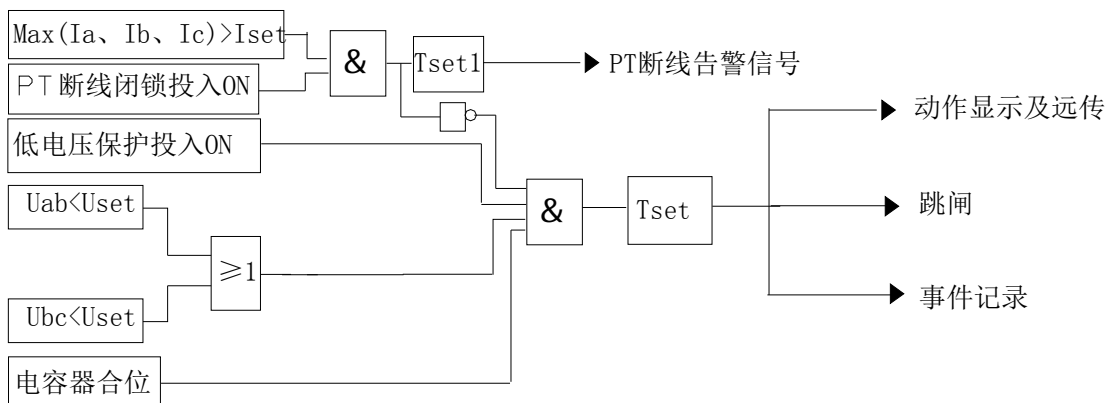 Max(Ia、Ib、Ic)>Iset
PT断线闭锁投入ON
低电压保护投入ON
Uab<Uset
Ubc<Uset
电容器合位
&
Tset1
PT断线告警信号
≥1
&
Tset
动作显示及远传
跳闸
事件记录